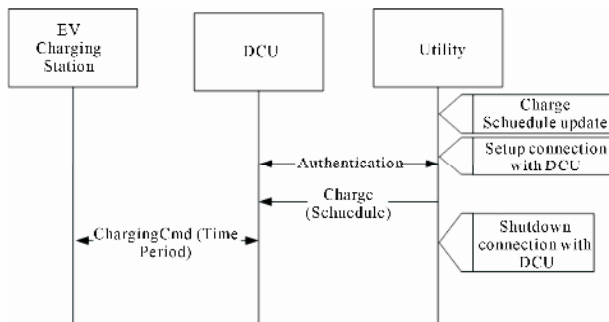 EV
Charging
Station
DCU
Utility
Charge
Schuedule update
Setup connection
with DCU
Authentication
Charge
(Schuedule)
ChargingCmd (Time
Period)
Shutdown
connection with
DCU